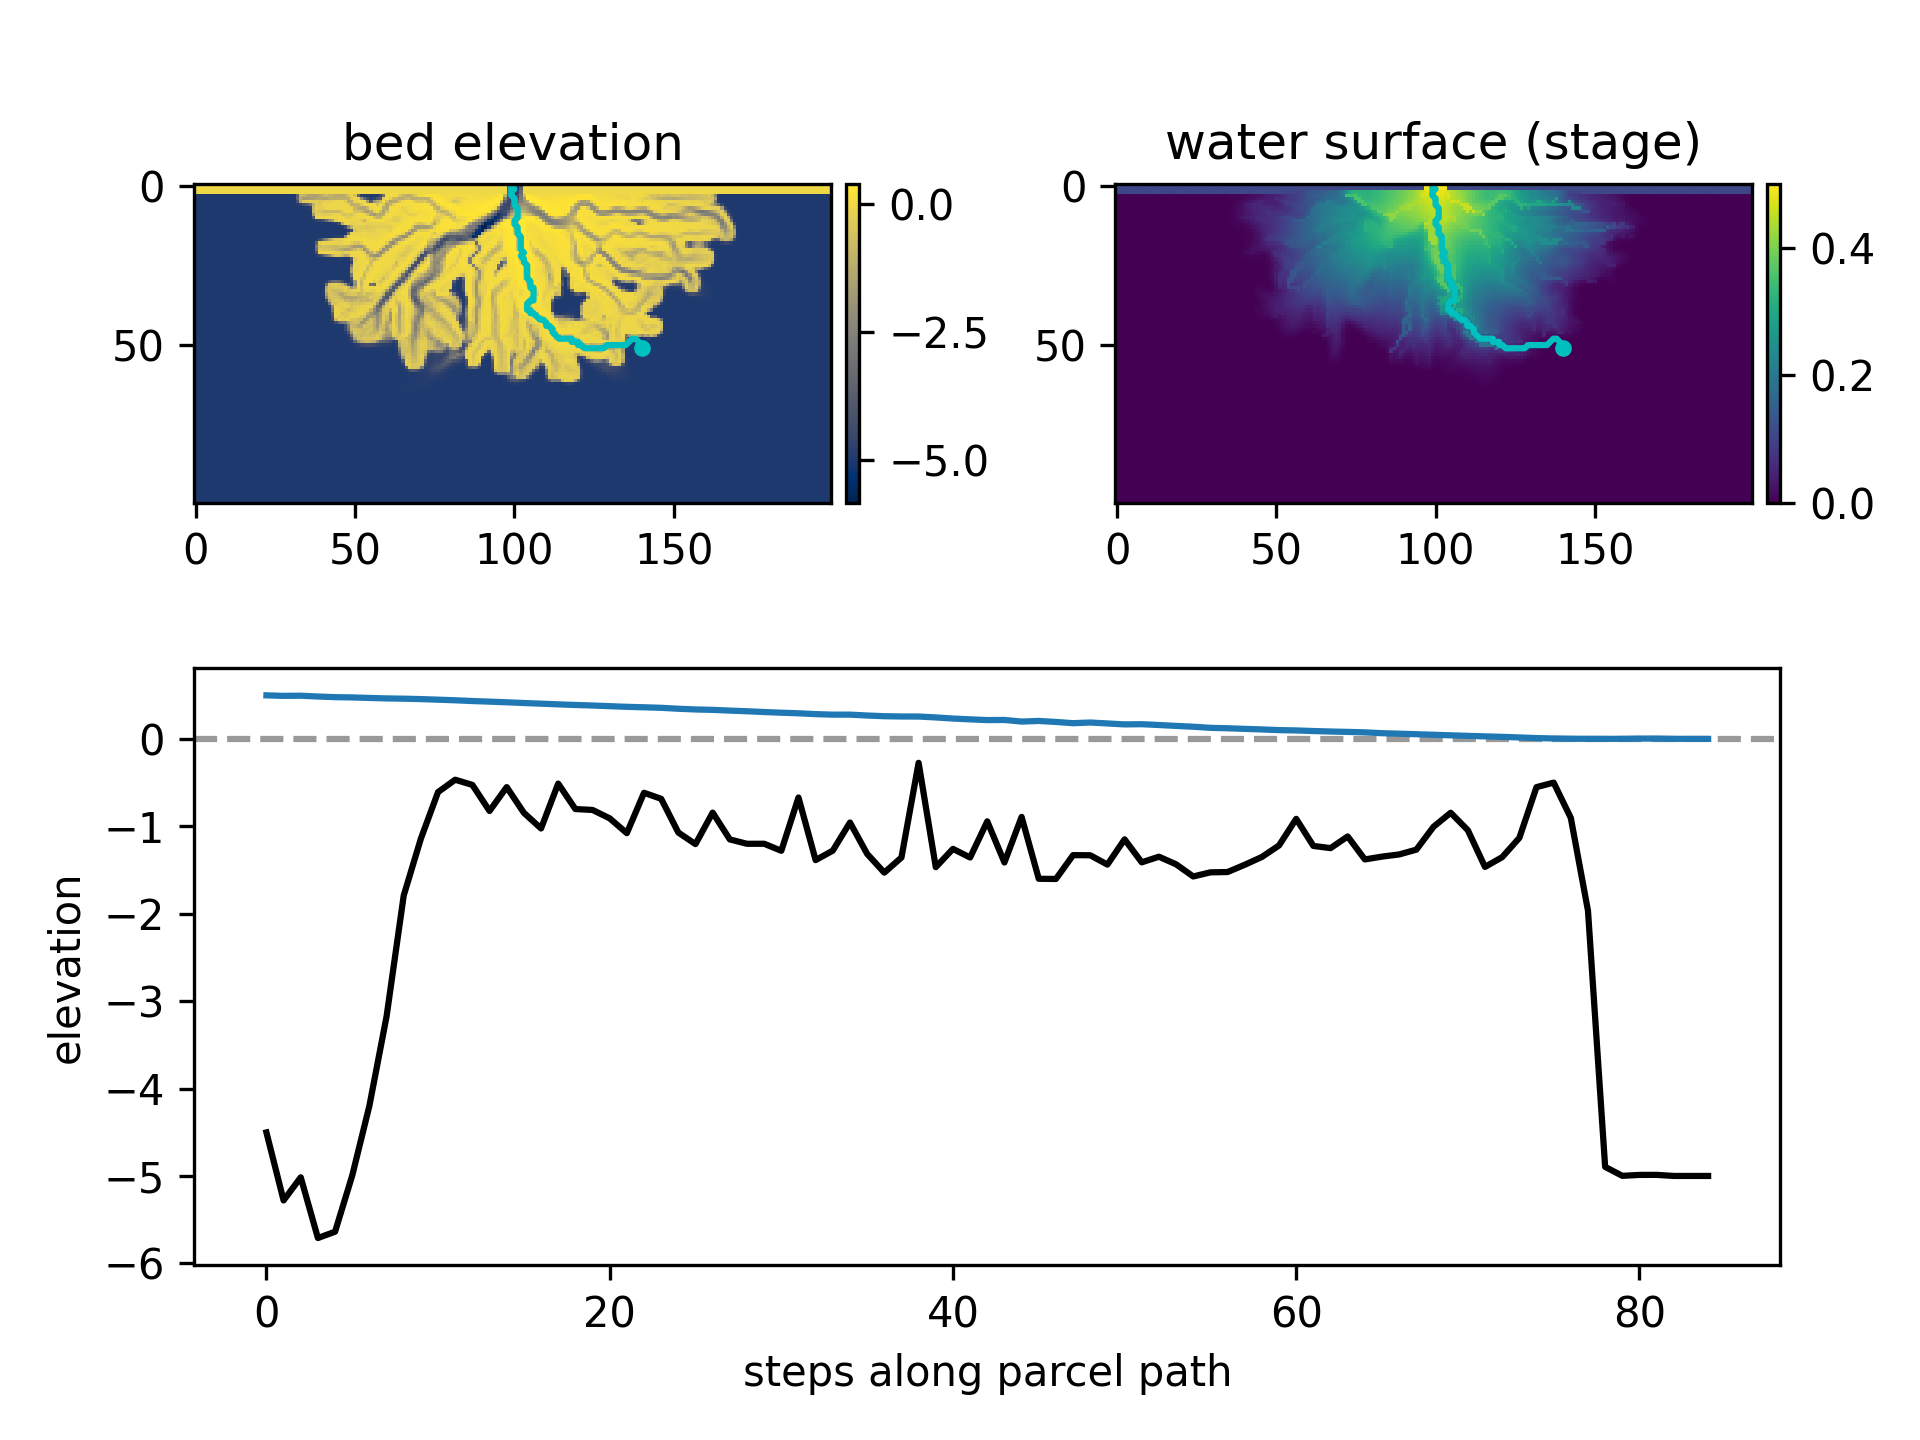 bed elevation
0
50
0 50 100 150
0.0
−2.5
−5.0
water surface (stage)
0
50
0 50 100 150
0.4
0.2
0.0
elevation
0
−1
−2
−3
−4
−5
−6
0 20 40 60 80
steps along parcel path